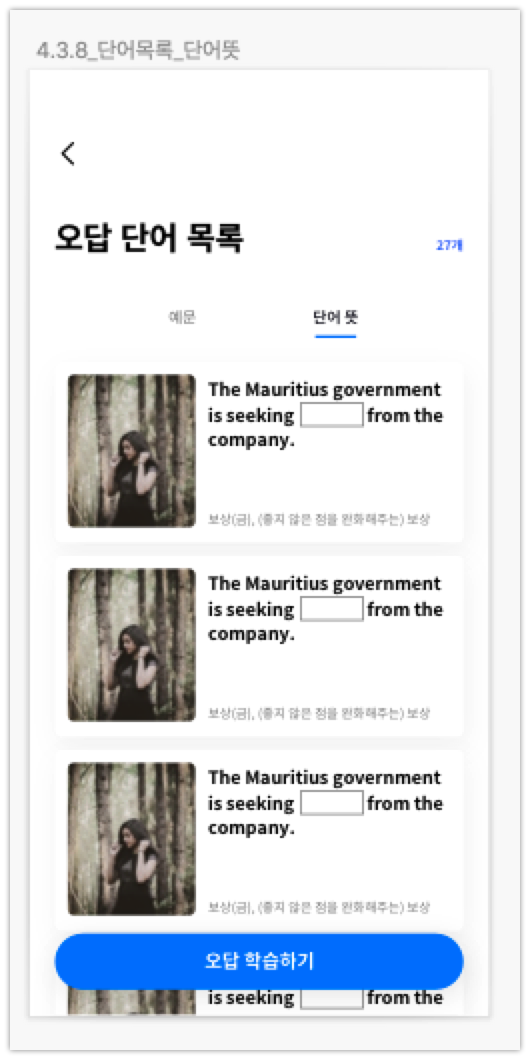 4.3.8_단어목록_단어뜻
오답 단어 목록
27개
예문
단어 뜻
The Mauritius government
is seeking
from the
company.
보상(금), (좋지 않은 점을 완화해주는) 보상
The Mauritius government
is seeking
from the
company.
보상(금), (좋지 않은 점을 완화해주는) 보상
The Mauritius government
is seeking
from the
company.
보상(금), (좋지 않은 점을 완화해주는) 보상
오답 학습하기
is seeking
from the